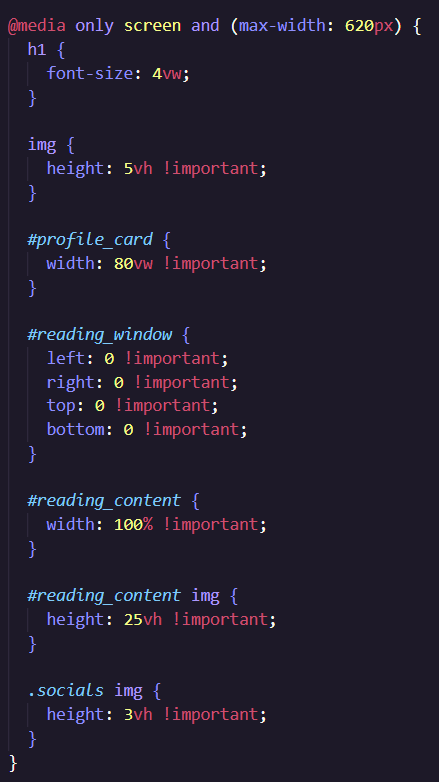 @media only screen and (max-width: 620px) {
  h1 {
    font-size: 4vw;
  }

  img {
    height: 5vh !important;
  }

  #profile_card {
    width: 80vw !important;
  }

  #reading_window {
    left: 0 !important;
    right: 0 !important;
    top: 0 !important;
    bottom: 0 !important;
  }

  #reading_content {
    width: 100% !important;
  }

  #reading_content img {
    height: 25vh !important;
  }

  .socials img {
    height: 3vh !important;
  }
}